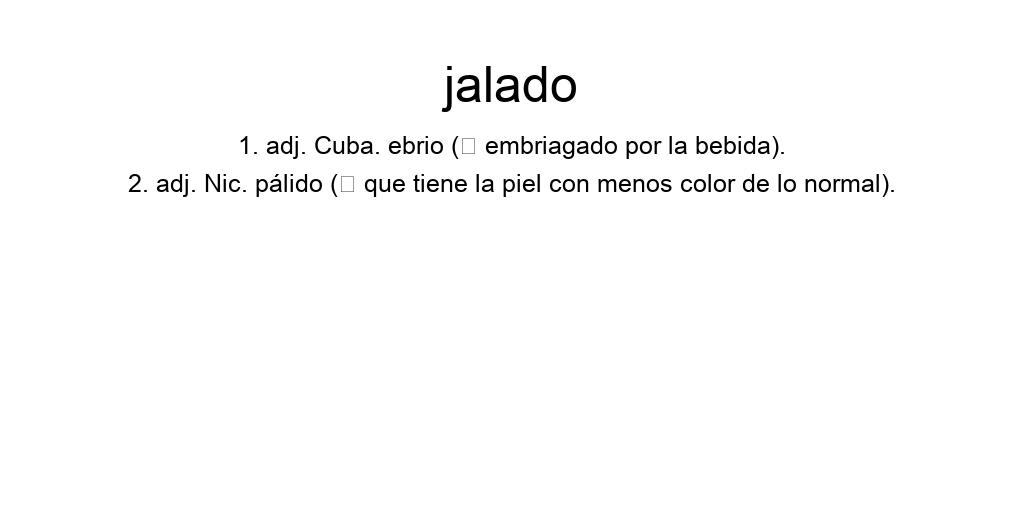 jalado
1. adj. Cuba. ebrio (□ embriagado por la bebida).
2. adj. Nic. pálido (□ que tiene la piel con menos color de lo normal).